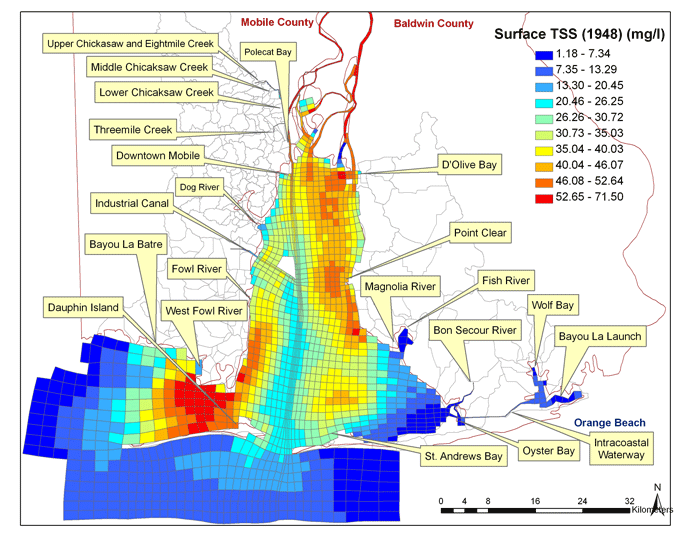 Mobile County
Baldwin County
Surface TSS (1948) (mg/l)
1.18 - 7.34
7.35 - 13.29
13.30 - 20.45
20.46 - 26.25
26.26 - 30.72
30.73 - 35.03
35.04 - 40.03
40.04 - 46.07
46.08 - 52.64
52.65 - 71.50
Upper Chickasaw and Eightmile Creek
Polecat Bay
Middle Chicaksaw Creek
Lower Chicaksaw Creek
Threemile Creek
Downtown Mobile
D'Olive Bay
Dog River
Industrial Canal
Bayou La Batre
Point Clear
Fowl River
Magnolia River
Fish River
Dauphin Island
West Fowl River
Bon Secour River
Wolf Bay
Bayou La Launch
Orange Beach
St. Andrews Bay
Oyster Bay
Intracoastal
Waterway
N
0 4 8 16 24 32
Kilometers